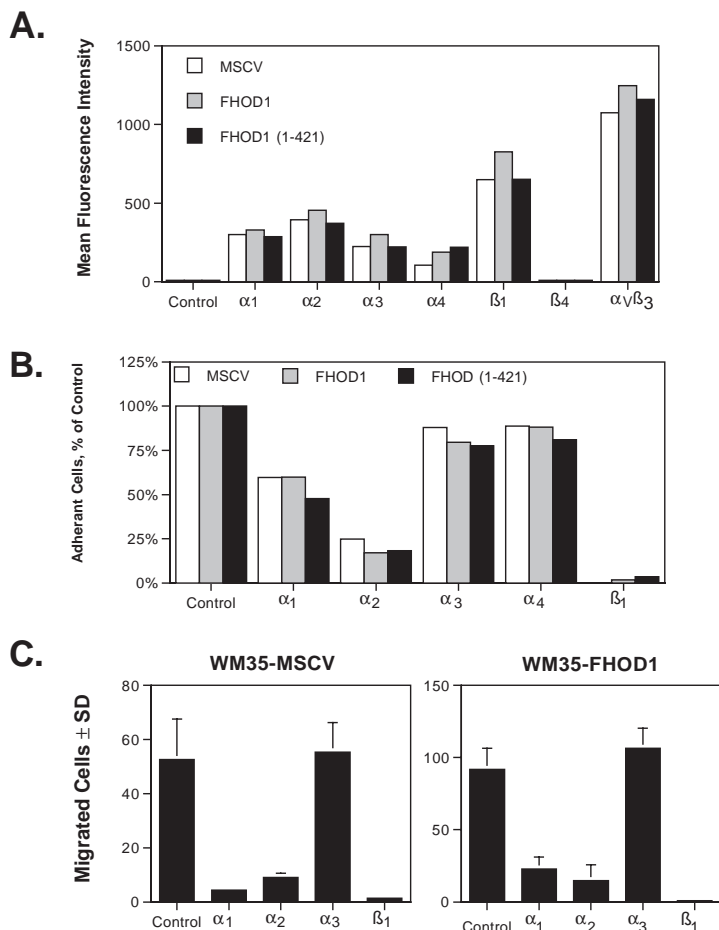 A.
Mean Fluorescence Intensity
1500
1000
500
0
MSCV
FHOD1
FHOD1 (1-421)
Control α1 α2 α3 α4 ß1 ß4 αVß3
B.
Adherant Cells, % of Control
125%
100%
75%
50%
25%
0%
MSCV FHOD1 FHOD (1-421)
Control α1 α2 α3 α4 ß1
C.
WM35-MSCV
Migrated Cells ± SD
80
60
40
20
0
Control α1 α2 α3 ß1
WM35-FHOD1
150
100
50
0
Control α1 α2 α3 ß1